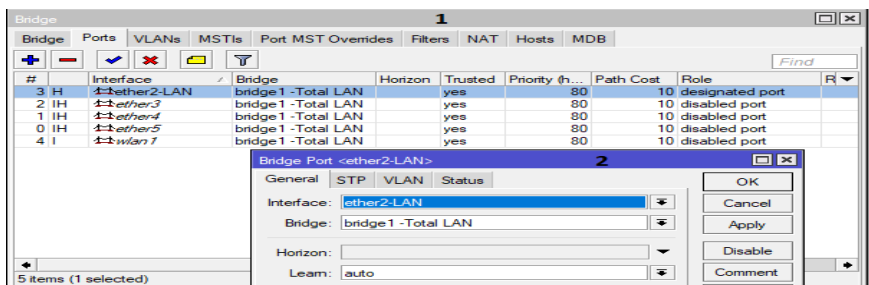 Bridge 1
Bridge Ports VLANs MSTIs Port MST Overrides Filters NAT Hosts MDB
Find
# Interface Bridge Horizon Trusted Priority (h... Path Cost Role R
3 H ether2-LAN bridge1 -Total LAN yes 80 10 designated port
2 IH ether3 bridge1 -Total LAN yes 80 10 disabled port
1 IH ether4 bridge1 -Total LAN yes 80 10 disabled port
0 IH ether5 bridge1 -Total LAN yes 80 10 disabled port
4 I wlan1 bridge1 -Total LAN yes 80 10 disabled port
Bridge Port <ether2-LAN> 2
General STP VLAN Status
OK
Interface: ether2-LAN
Cancel
Bridge: bridge1 -Total LAN
Apply
Horizon:
Disable
Learn: auto
Comment
5 items (1 selected)